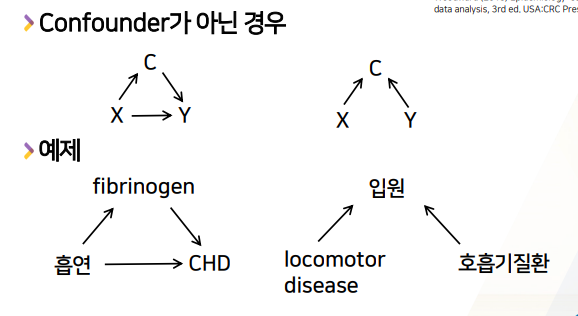 data analysis, 3rd ed, USA:CRC Pres
Confounder가 아닌 경우
C
X
Y
C
X
Y
예제
fibrinogen
흡연
CHD
입원
locomotor
disease
호흡기질환